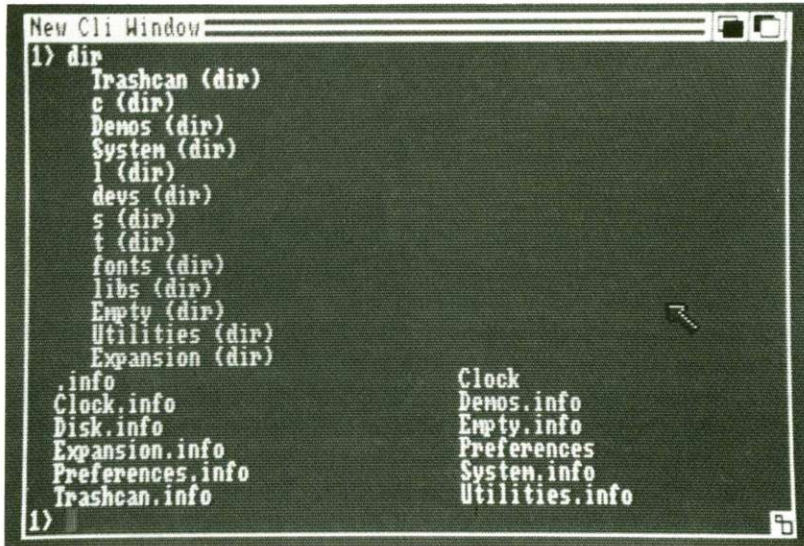 New Cli Window
1> dir
Trashcan (dir)
c (dir)
Demos (dir)
System (dir)
l (dir)
devs (dir)
s (dir)
t (dir)
fonts (dir)
libs (dir)
Empty (dir)
Utilities (dir)
Expansion (dir)
.info Clock
Clock.info Demos.info
Disk.info Empty.info
Expansion.info Preferences
Preferences.info System.info
Trashcan.info Utilities.info
1>